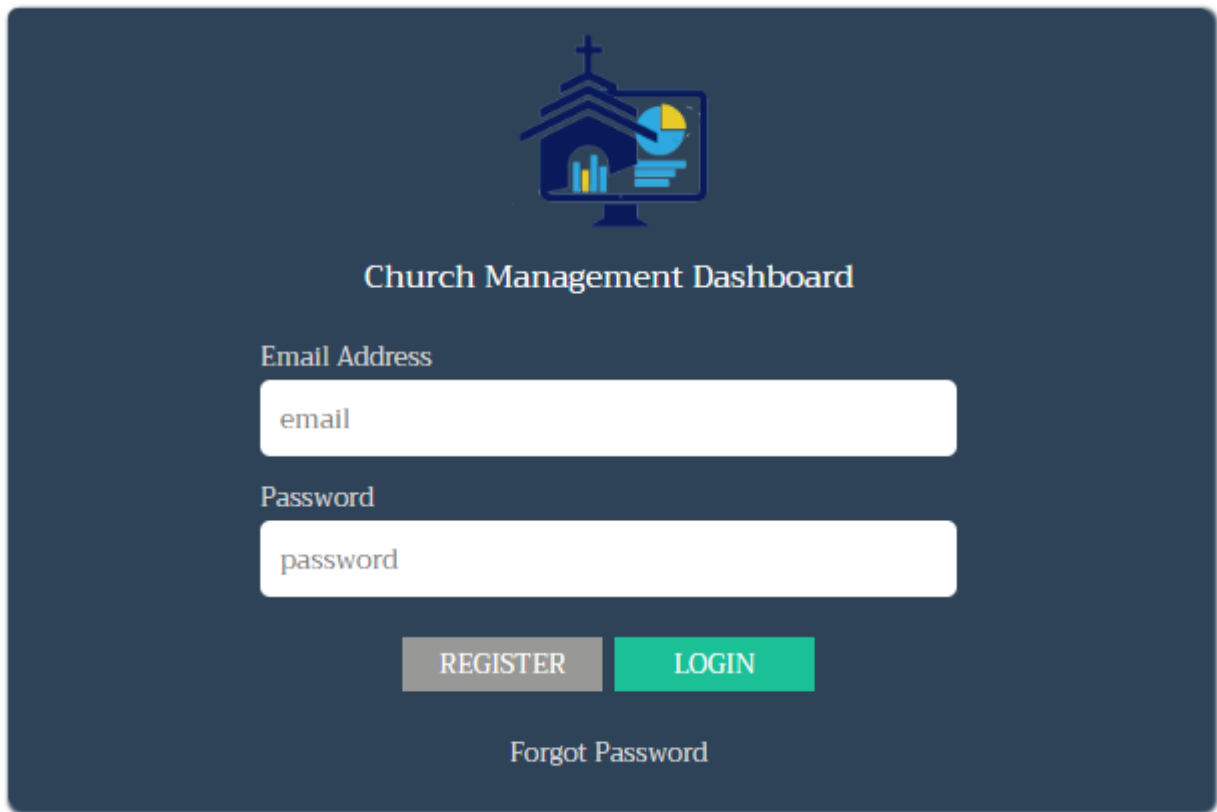 Church Management Dashboard
Email Address
email
Password
password
REGISTER LOGIN
Forgot Password